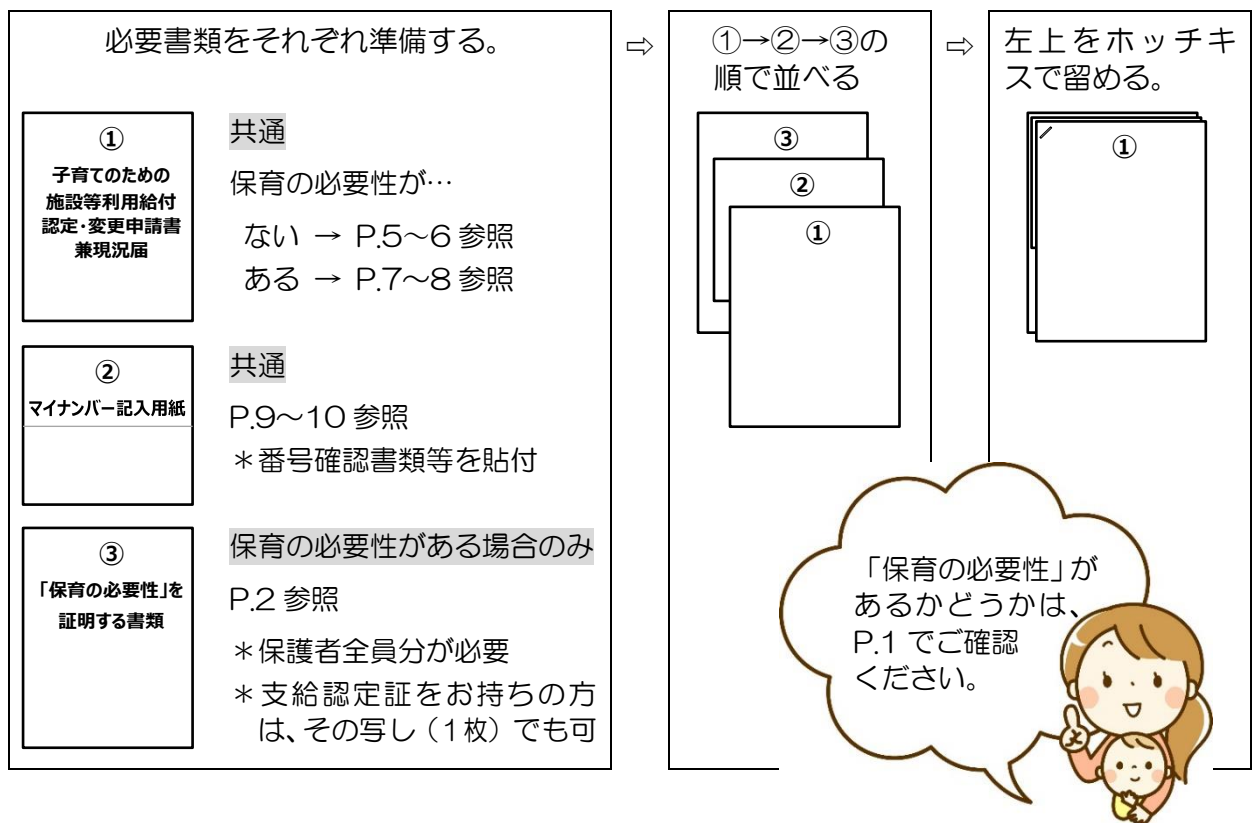 必要書類をそれぞれ準備する。
①
子育てのための
施設等利用給付
認定・変更申請書
兼現況届
共通
保育の必要性が…
ない → P.5~6 参照
ある → P.7~8 参照
②
マイナンバー記入用紙
共通
P.9~10 参照
＊番号確認書類等を貼付
③
「保育の必要性」を
証明する書類
保育の必要性がある場合のみ
P.2 参照
＊保護者全員分が必要
＊支給認定証をお持ちの方
は、その写し（1枚）でも可
⇨
①→②→③の
順で並べる
③
②
①
⇨
左上をホッチキ
スで留める。
①
「保育の必要性」が
あるかどうかは、
P.1 でご確認
ください。